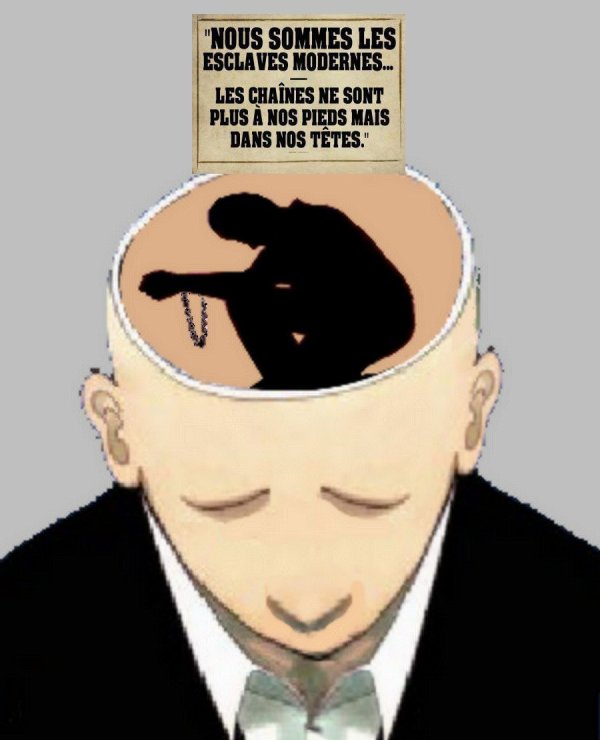 "NOUS SOMMES LES
ESCLAVES MODERNES...
LES CHAÎNES NE SONT
PLUS À NOS PIEDS MAIS
DANS NOS TÊTES."